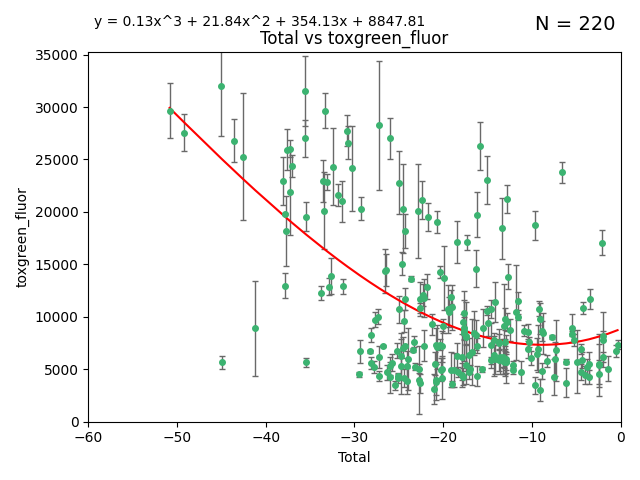 y = 0.13x^3 + 21.84x^2 + 354.13x + 8847.81
N = 220
Total vs toxgreen_fluor
toxgreen_fluor
35000
30000
25000
20000
15000
10000
5000
0
−60 −50 −40 −30 −20 −10 0
Total